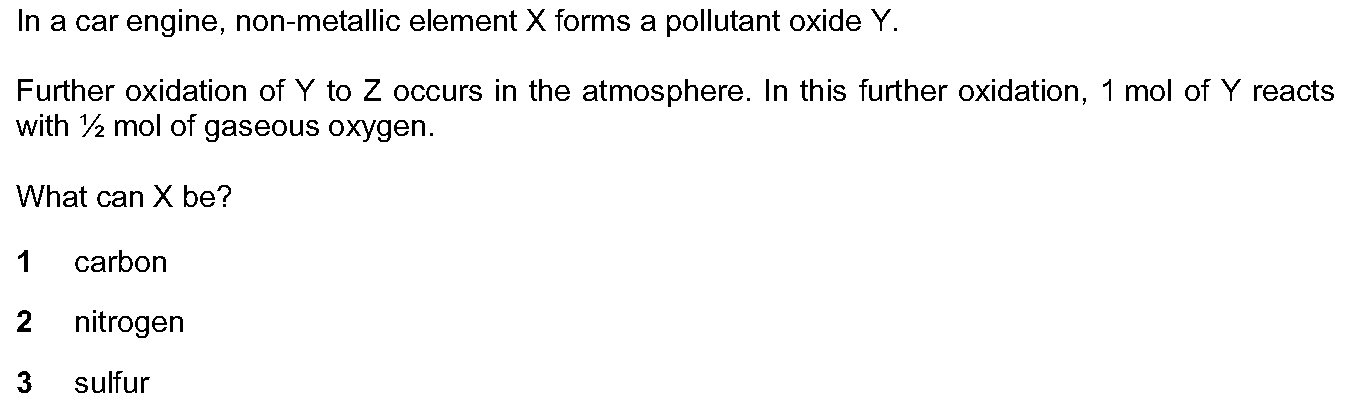 In a car engine, non-metallic element X forms a pollutant oxide Y.
Further oxidation of Y to Z occurs in the atmosphere. In this further oxidation, 1 mol of Y reacts
with ½ mol of gaseous oxygen.
What can X be?
1 carbon
2 nitrogen
3 sulfur